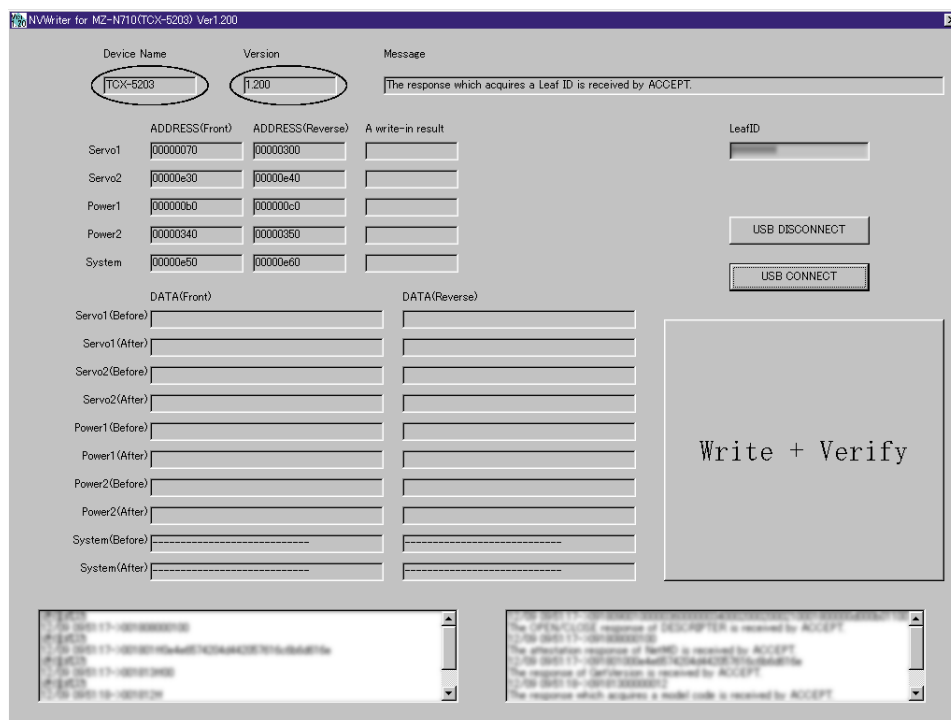 NVWriter for MZ-N710(TCX-5203) Ver1.200
Device Name Version Message
TCX-5203 1.200 The response which acquires a Leaf ID is received by ACCEPT.
ADDRESS(Front) ADDRESS(Reverse) A write-in result LeafID
Servo1 00000070 00000300
Servo2 00000e30 00000e40
Power1 000000b0 000000c0
Power2 00000340 00000350
USB DISCONNECT
System 00000e50 00000e60
USB CONNECT
DATA(Front) DATA(Reverse)
Servo1(Before)
Servo1(After)
Servo2(Before)
Servo2(After)
Power1(Before)
Power1(After)
Power2(Before)
Power2(After)
System(Before) ----------------------------- -----------------------------
System(After) ----------------------------- -----------------------------
Write + Verify
The OPEN/CLOSE response of DESCRIPTER is received by ACCEPT.
The attestation response of NetMD is received by ACCEPT.
The response of GetVersion is received by ACCEPT.
The response which acquires a model code is received by ACCEPT.